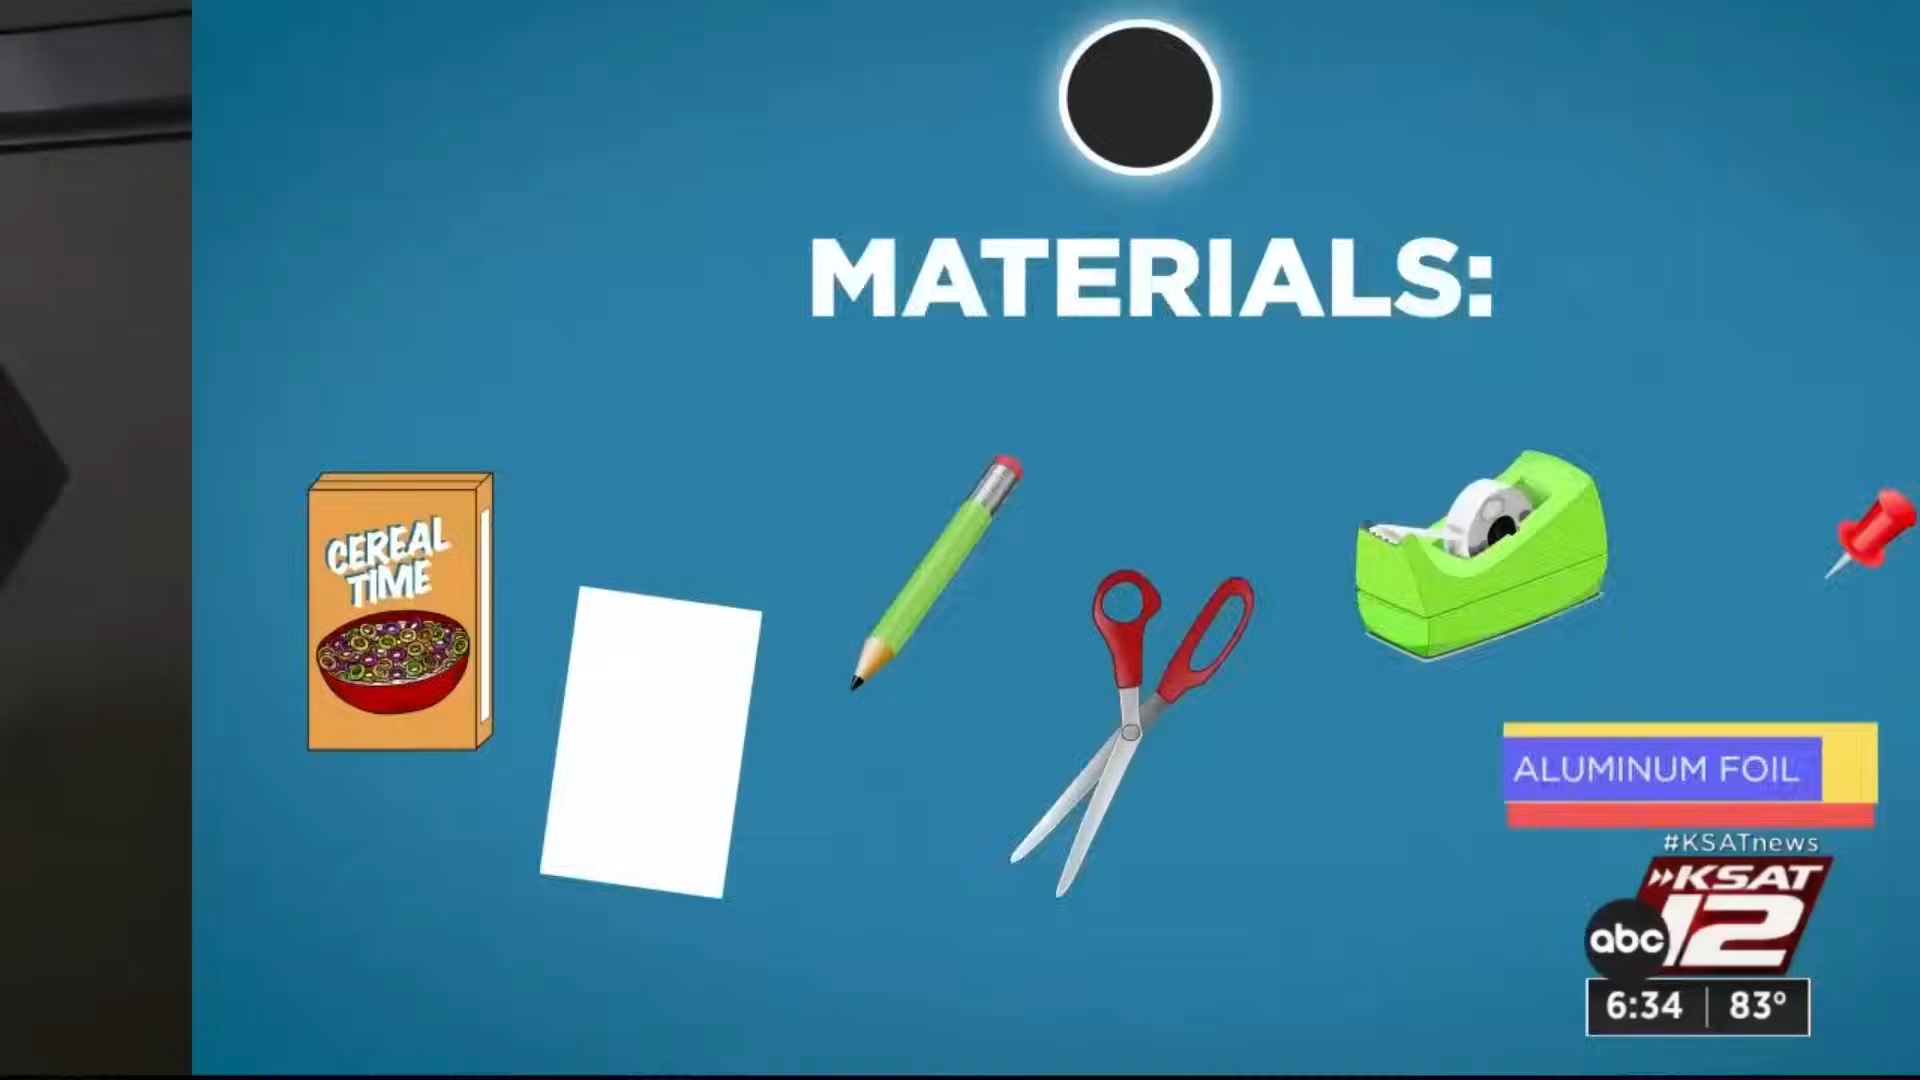 MATERIALS:
CEREAL
TIME
ALUMINUM FOIL
#KSATnews
KSAT
12
abc
6:34 83°